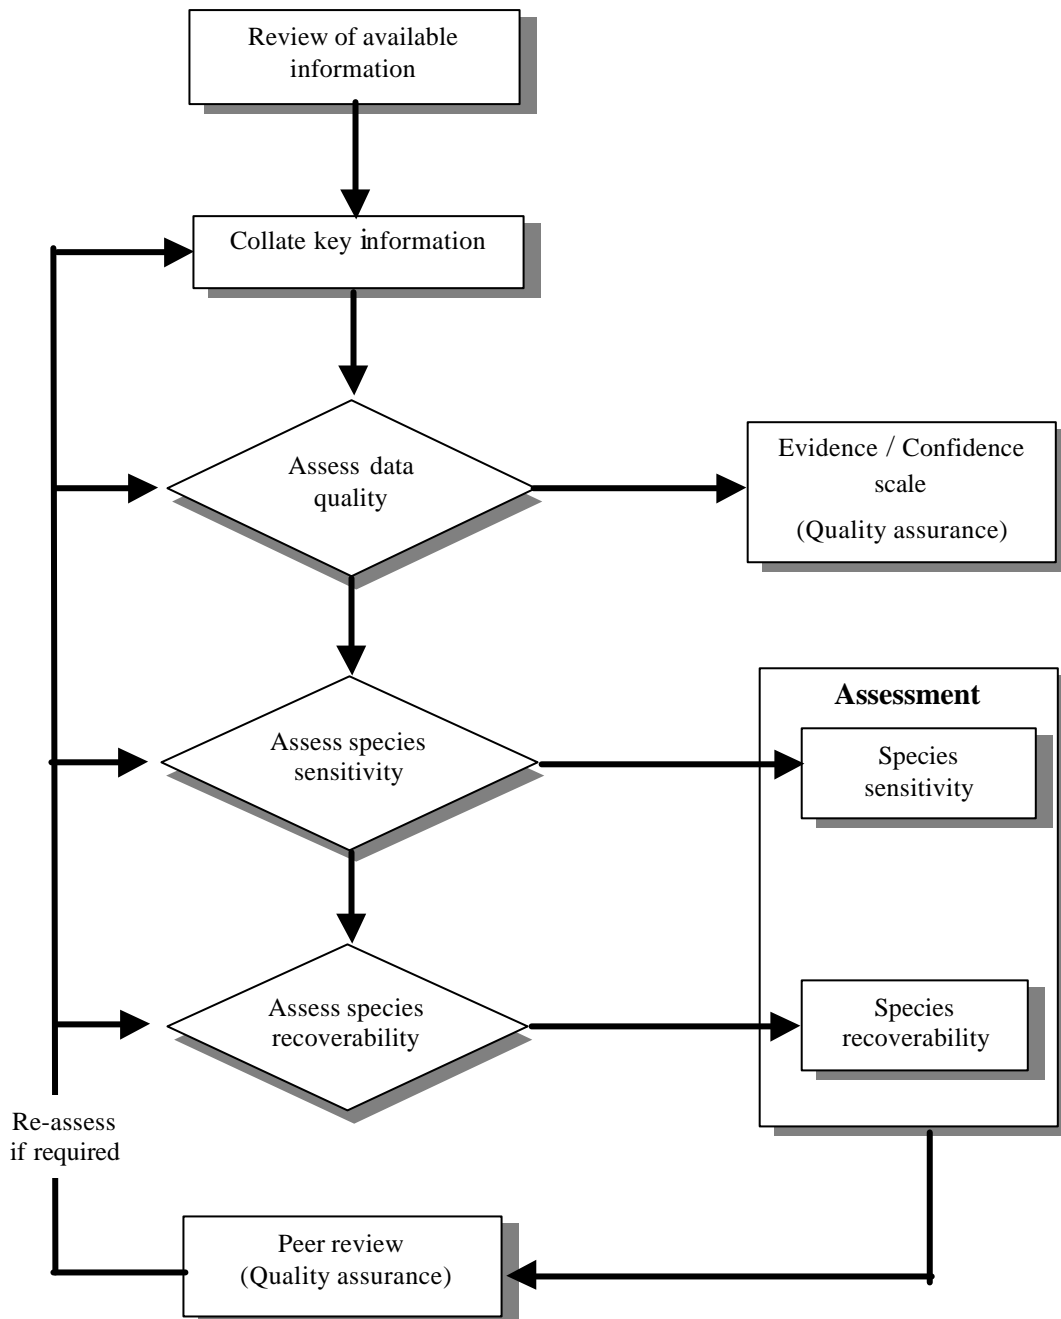 Review of available
information
Collate key information
Assess data
quality
Evidence / Confidence
scale
(Quality assurance)
Assessment
Assess species
sensitivity
Species
sensitivity
Assess species
recoverability
Species
recoverability
Re-assess
if required
Peer review
(Quality assurance)